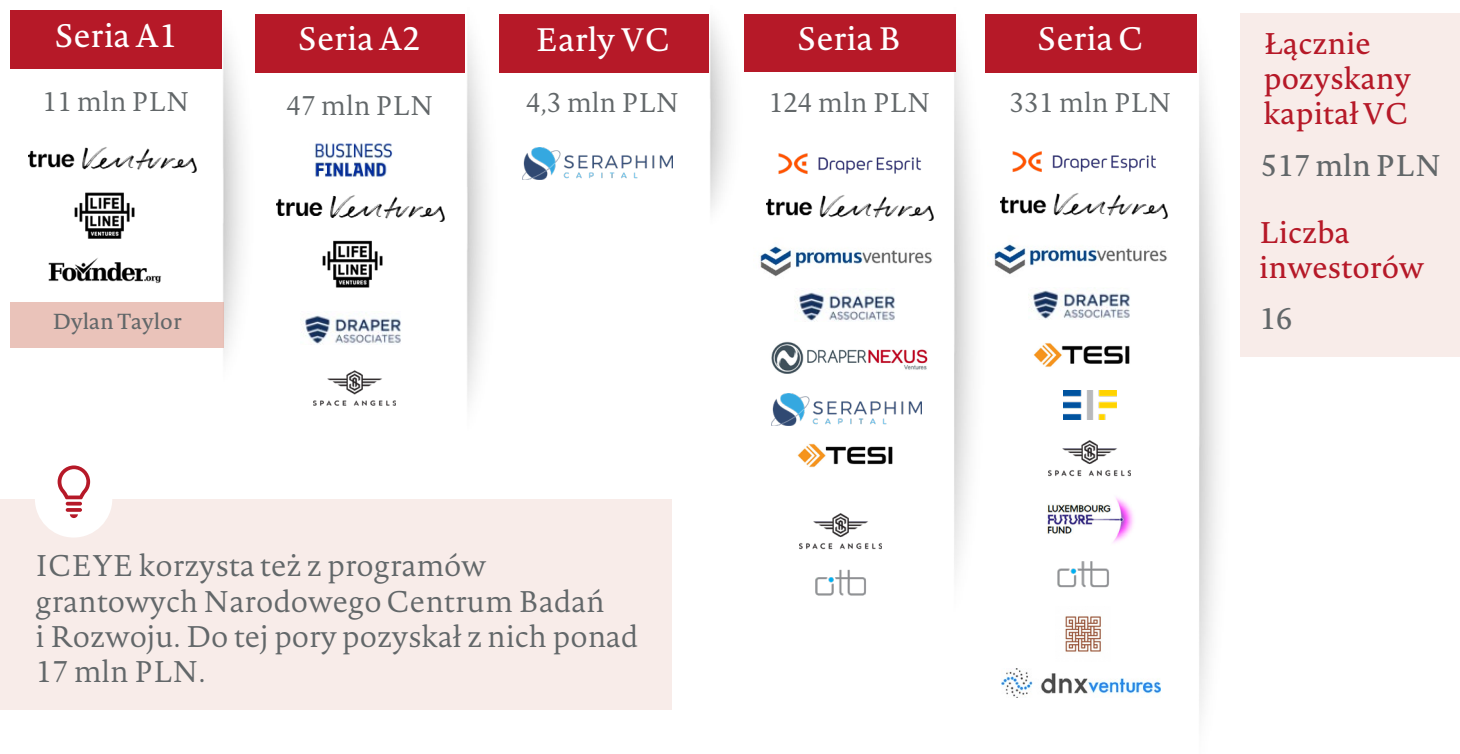 Seria A1
11 mln PLN
true Ventures
LIFE
LINE
VENTURES
Founder.org
Dylan Taylor
Seria A2
47 mln PLN
BUSINESS
FINLAND
true Ventures
LIFE
LINE
VENTURES
DRAPER
ASSOCIATES
SPACE ANGELS
Early VC
4,3 mln PLN
SERAPHIM
CAPITAL
Seria B
124 mln PLN
Draper Esprit
true Ventures
promusventures
DRAPER
ASSOCIATES
DRAPERNEXUS
Ventures
SERAPHIM
CAPITAL
TESI
SPACE ANGELS
citb
Seria C
331 mln PLN
Draper Esprit
true Ventures
promusventures
DRAPER
ASSOCIATES
TESI
EIF
SPACE ANGELS
LUXEMBOURG
FUTURE
FUND
citb
dnxventures
Łącznie
pozyskany
kapitał VC
517 mln PLN
Liczba
inwestorów
16
ICEYE korzysta też z programów
grantowych Narodowego Centrum Badań
i Rozwoju. Do tej pory pozyskał z nich ponad
17 mln PLN.